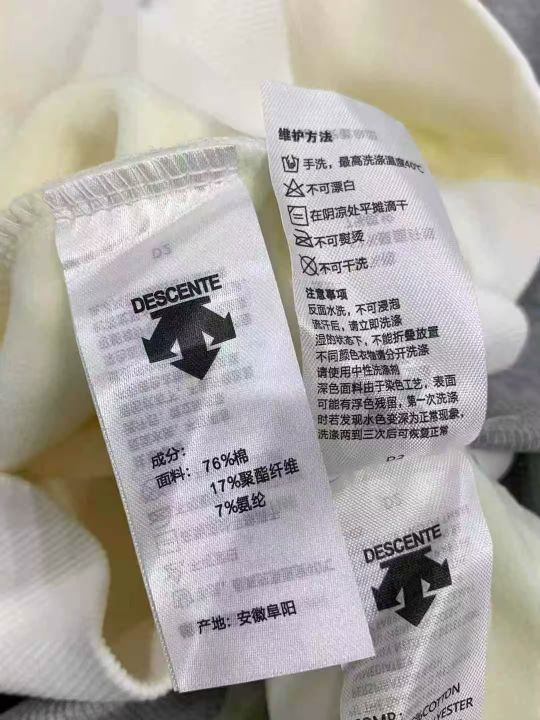 D2
DESCENTE
成分：
面料： 76%棉
17%聚酯纤维
7%氨纶
产地：安徽阜阳
维护方法
手洗，最高洗涤温度40℃
不可漂白
在阴凉处平摊滴干
不可熨烫
不可干洗
注意事项
反面水洗，不可浸泡
流汗后，请立即洗涤
湿的状态下，不能折叠放置
不同颜色衣物请分开洗涤
请使用中性洗涤剂
深色面料由于染色工艺，表面
可能有浮色残留，第一次洗涤
时若发现水色变深为正常现象，
洗涤两到三次后可恢复正常
DESCENTE
%COTTON
YESTER